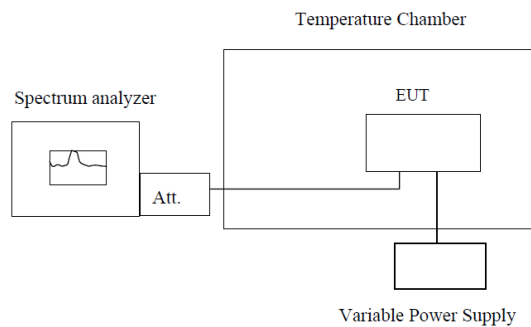 Temperature Chamber
Spectrum analyzer
EUT
Att.
Variable Power Supply